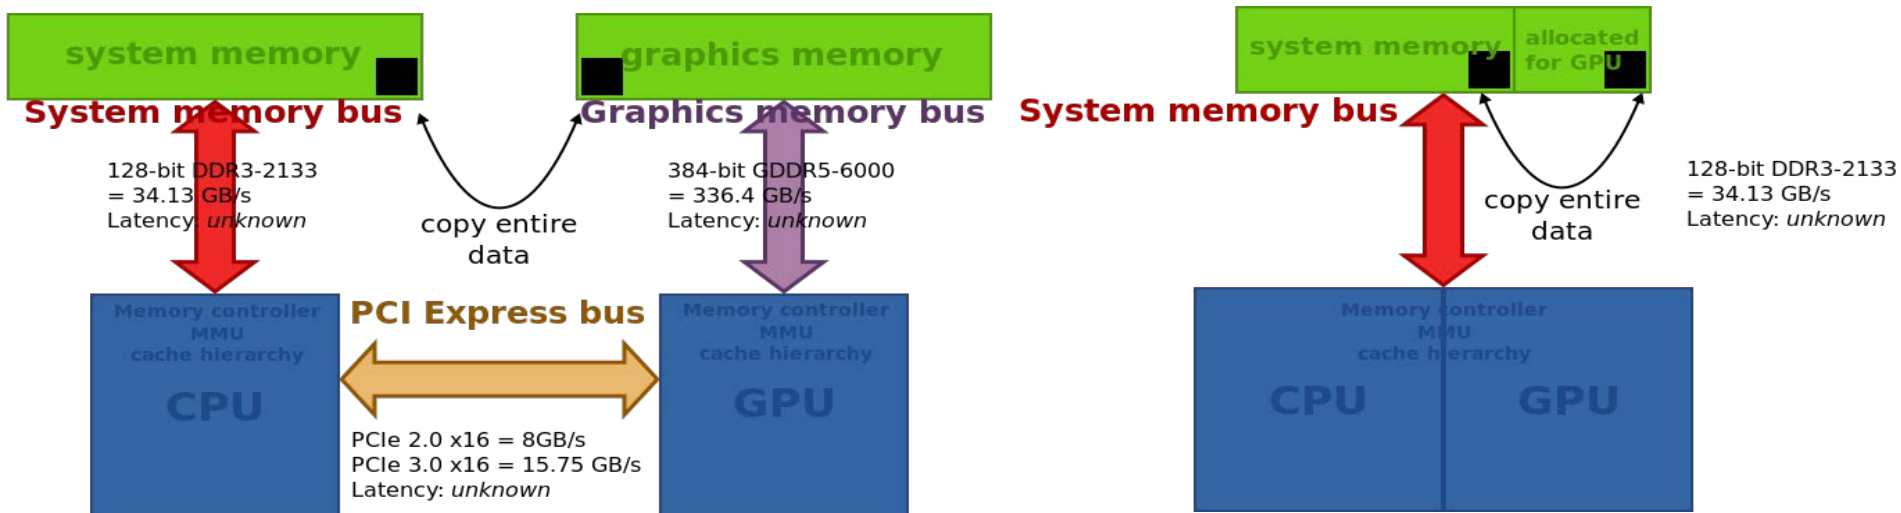 system memory
graphics memory
System memory bus
Graphics memory bus
128-bit DDR3-2133
= 34.13 GB/s
Latency: unknown
copy entire
data
384-bit GDDR5-6000
= 336.4 GB/s
Latency: unknown
Memory controller
MMU
cache hierarchy
CPU
PCI Express bus
PCIe 2.0 x16 = 8GB/s
PCIe 3.0 x16 = 15.75 GB/s
Latency: unknown
Memory controller
MMU
cache hierarchy
GPU
system memory
allocated
for GPU
System memory bus
copy entire
data
128-bit DDR3-2133
= 34.13 GB/s
Latency: unknown
Memory controller
MMU
cache hierarchy
CPU
GPU